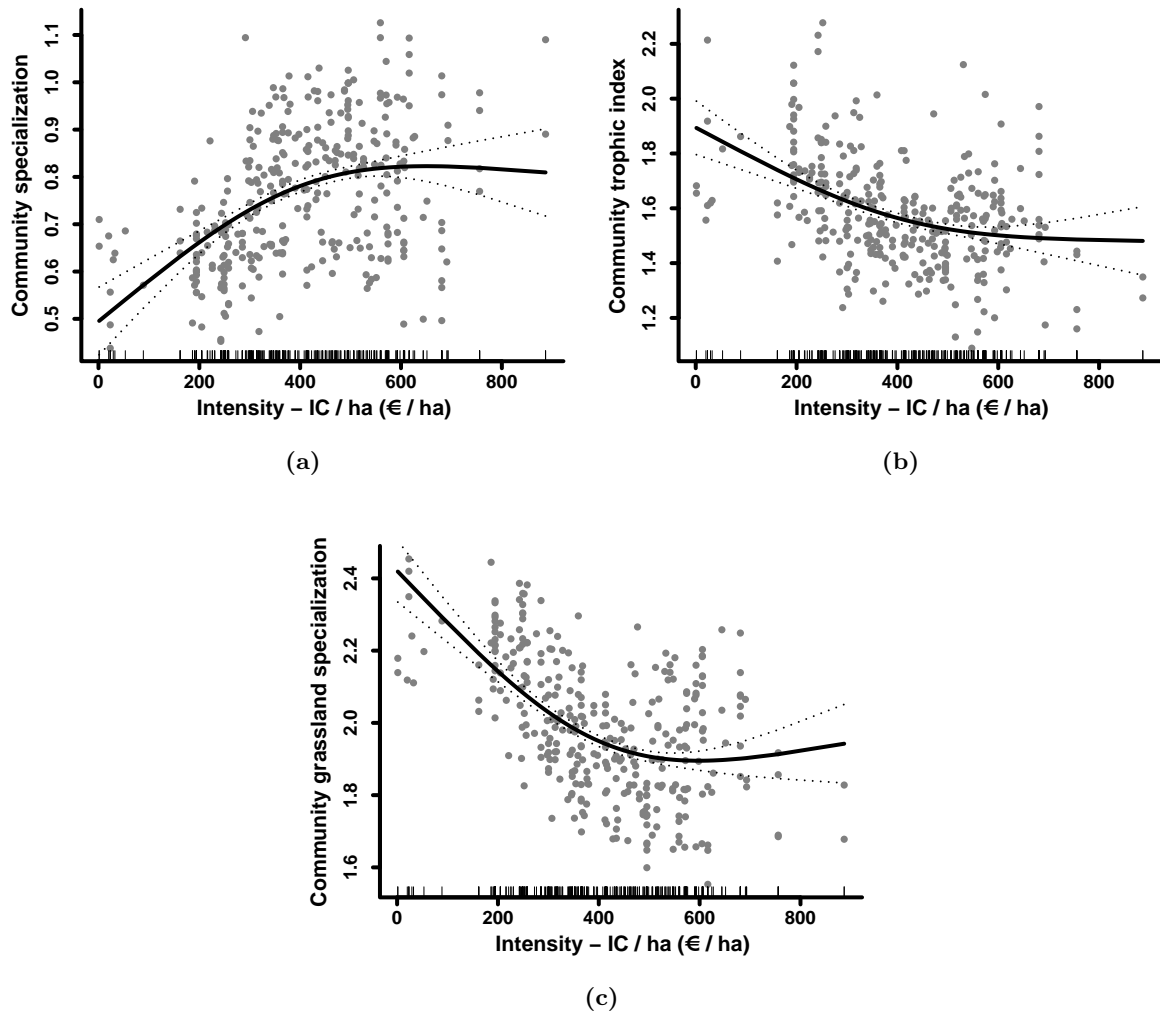 Community specialization
1.1
1.0
0.9
0.8
0.7
0.6
0.5
0 200 400 600 800
Intensity – IC / ha (€ / ha)
(a)
Community trophic index
2.2
2.0
1.8
1.6
1.4
1.2
0 200 400 600 800
Intensity – IC / ha (€ / ha)
(b)
Community grassland specialization
2.4
2.2
2.0
1.8
1.6
0 200 400 600 800
Intensity – IC / ha (€ / ha)
(c)